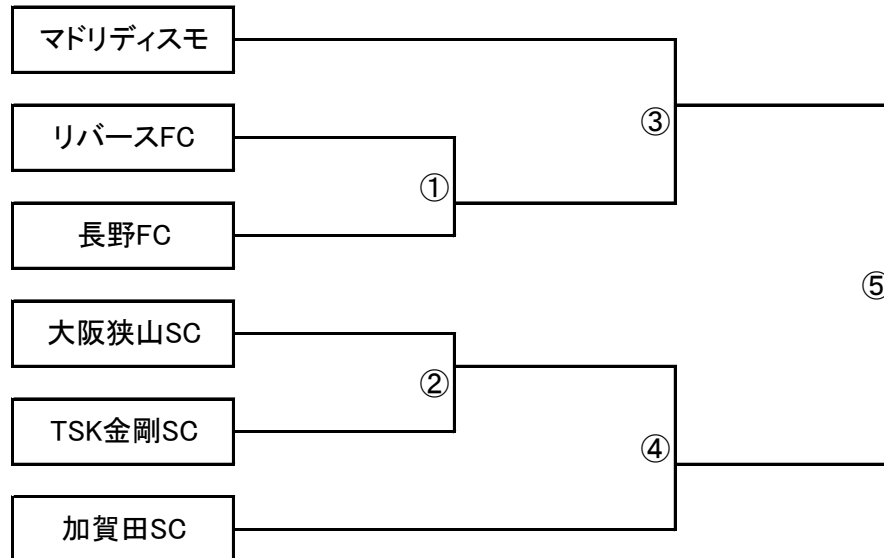 マドリディスモ
③
リバースFC
①
長野FC
⑤
大阪狭山SC
②
TSK金剛SC
④
加賀田SC